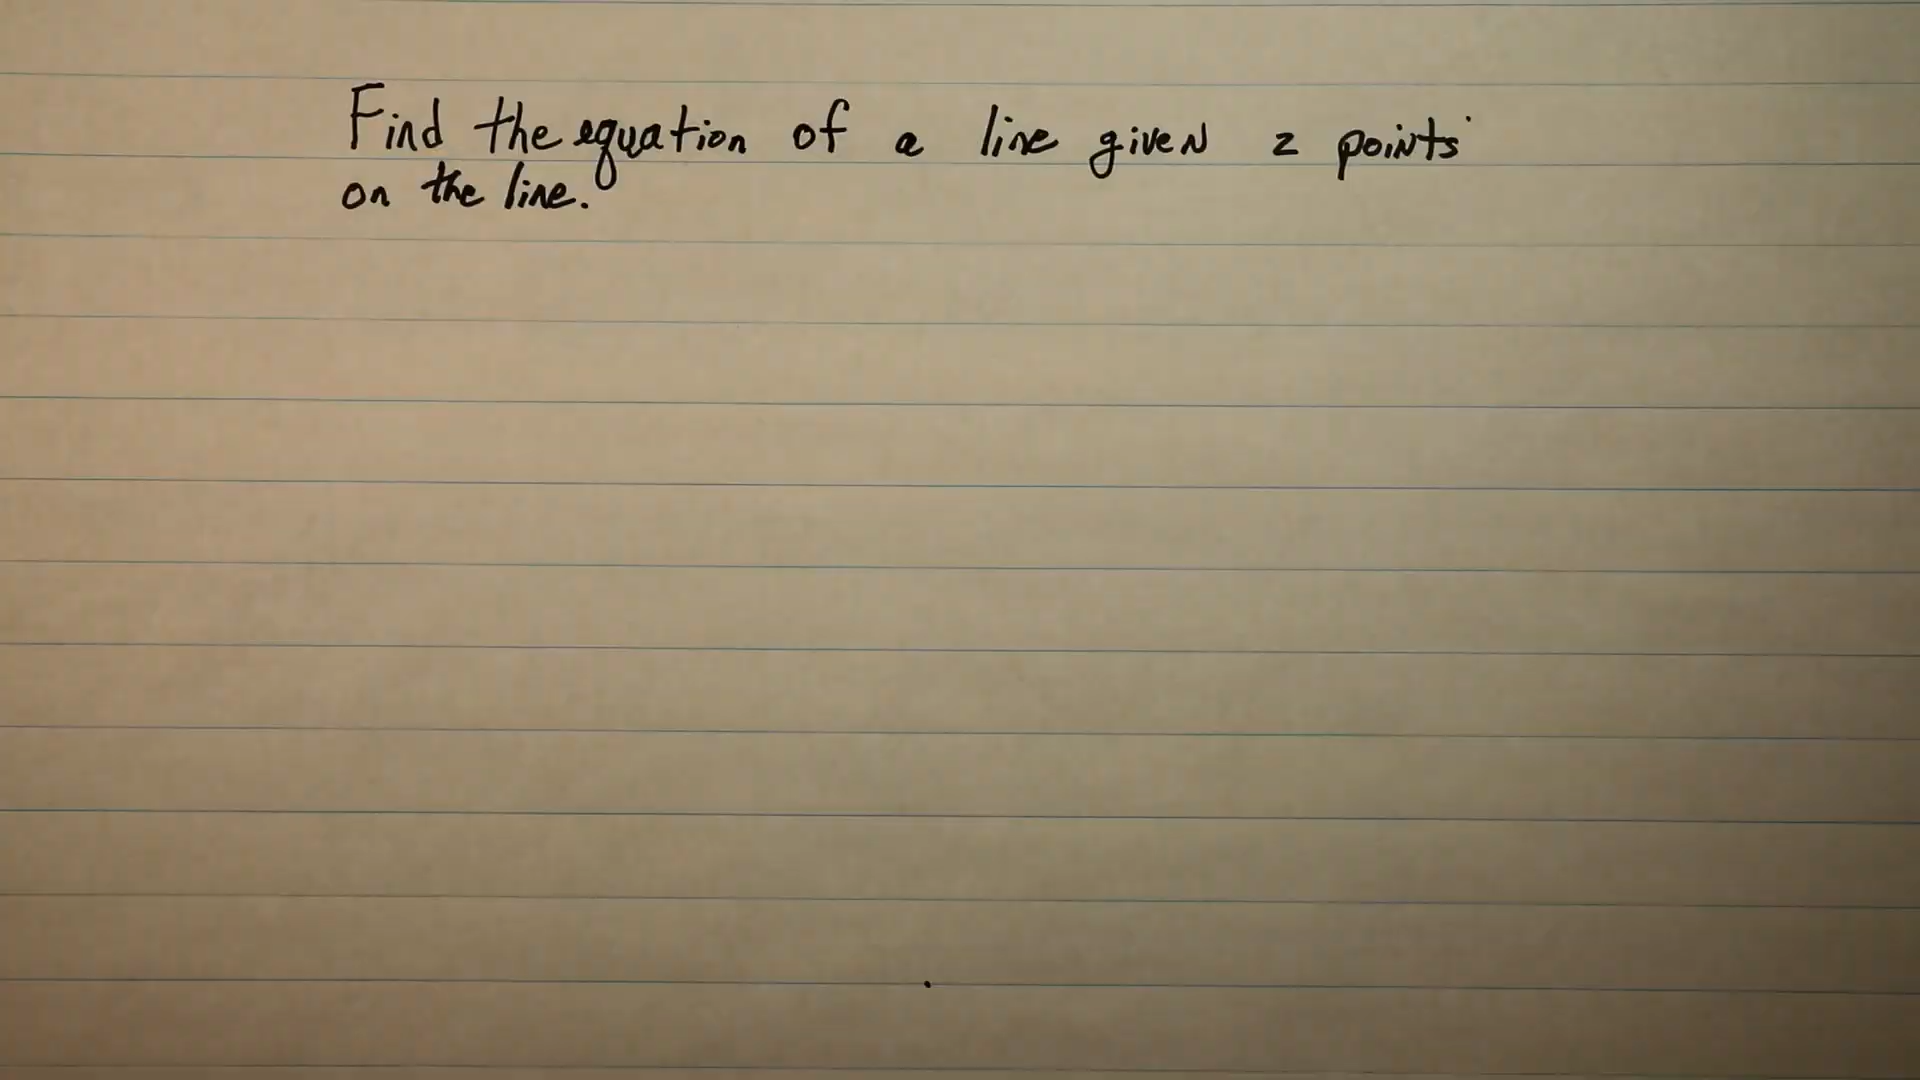 Find the equation of a line given 2 points
on the line.